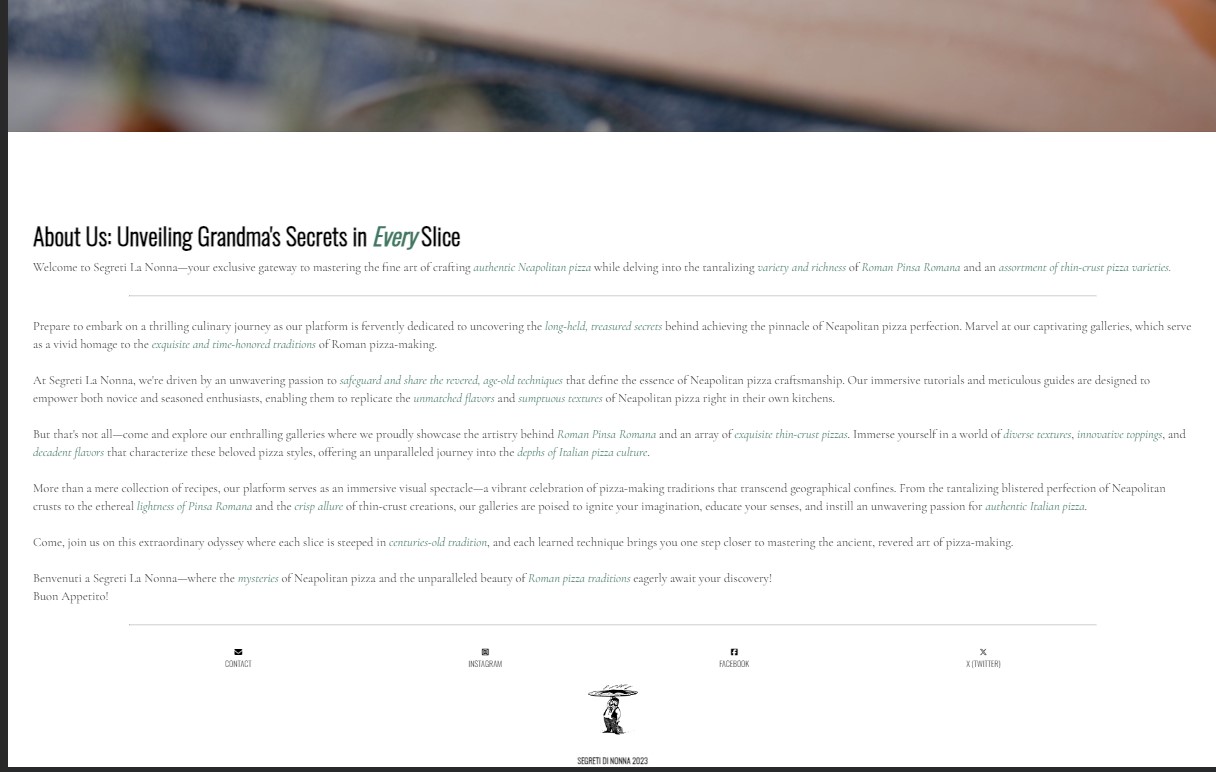 About Us: Unveiling Grandma's Secrets in Every Slice
Welcome to Segreti La Nonna—your exclusive gateway to mastering the fine art of crafting authentic Neapolitan pizza while delving into the tantalizing variety and richness of Roman Pinsa Romana and an assortment of thin-crust pizza varieties.
Prepare to embark on a thrilling culinary journey as our platform is fervently dedicated to uncovering the long-held, treasured secrets behind achieving the pinnacle of Neapolitan pizza perfection. Marvel at our captivating galleries, which serve
as a vivid homage to the exquisite and time-honored traditions of Roman pizza-making.
At Segreti La Nonna, we're driven by an unwavering passion to safeguard and share the revered, age-old techniques that define the essence of Neapolitan pizza craftsmanship. Our immersive tutorials and meticulous guides are designed to
empower both novice and seasoned enthusiasts, enabling them to replicate the unmatched flavors and sumptuous textures of Neapolitan pizza right in their own kitchens.
But that's not all—come and explore our enthralling galleries where we proudly showcase the artistry behind Roman Pinsa Romana and an array of exquisite thin-crust pizzas. Immerse yourself in a world of diverse textures, innovative toppings, and
decadent flavors that characterize these beloved pizza styles, offering an unparalleled journey into the depths of Italian pizza culture.
More than a mere collection of recipes, our platform serves as an immersive visual spectacle—a vibrant celebration of pizza-making traditions that transcend geographical confines. From the tantalizing blistered perfection of Neapolitan
crusts to the ethereal lightness of Pinsa Romana and the crisp allure of thin-crust creations, our galleries are poised to ignite your imagination, educate your senses, and instill an unwavering passion for authentic Italian pizza.
Come, join us on this extraordinary odyssey where each slice is steeped in centuries-old tradition, and each learned technique brings you one step closer to mastering the ancient, revered art of pizza-making.
Benvenuti a Segreti La Nonna—where the mysteries of Neapolitan pizza and the unparalleled beauty of Roman pizza traditions eagerly await your discovery!
Buon Appetito!
CONTACT
INSTAGRAM
FACEBOOK
X (TWITTER)
SEGRETI DI NONNA 2023